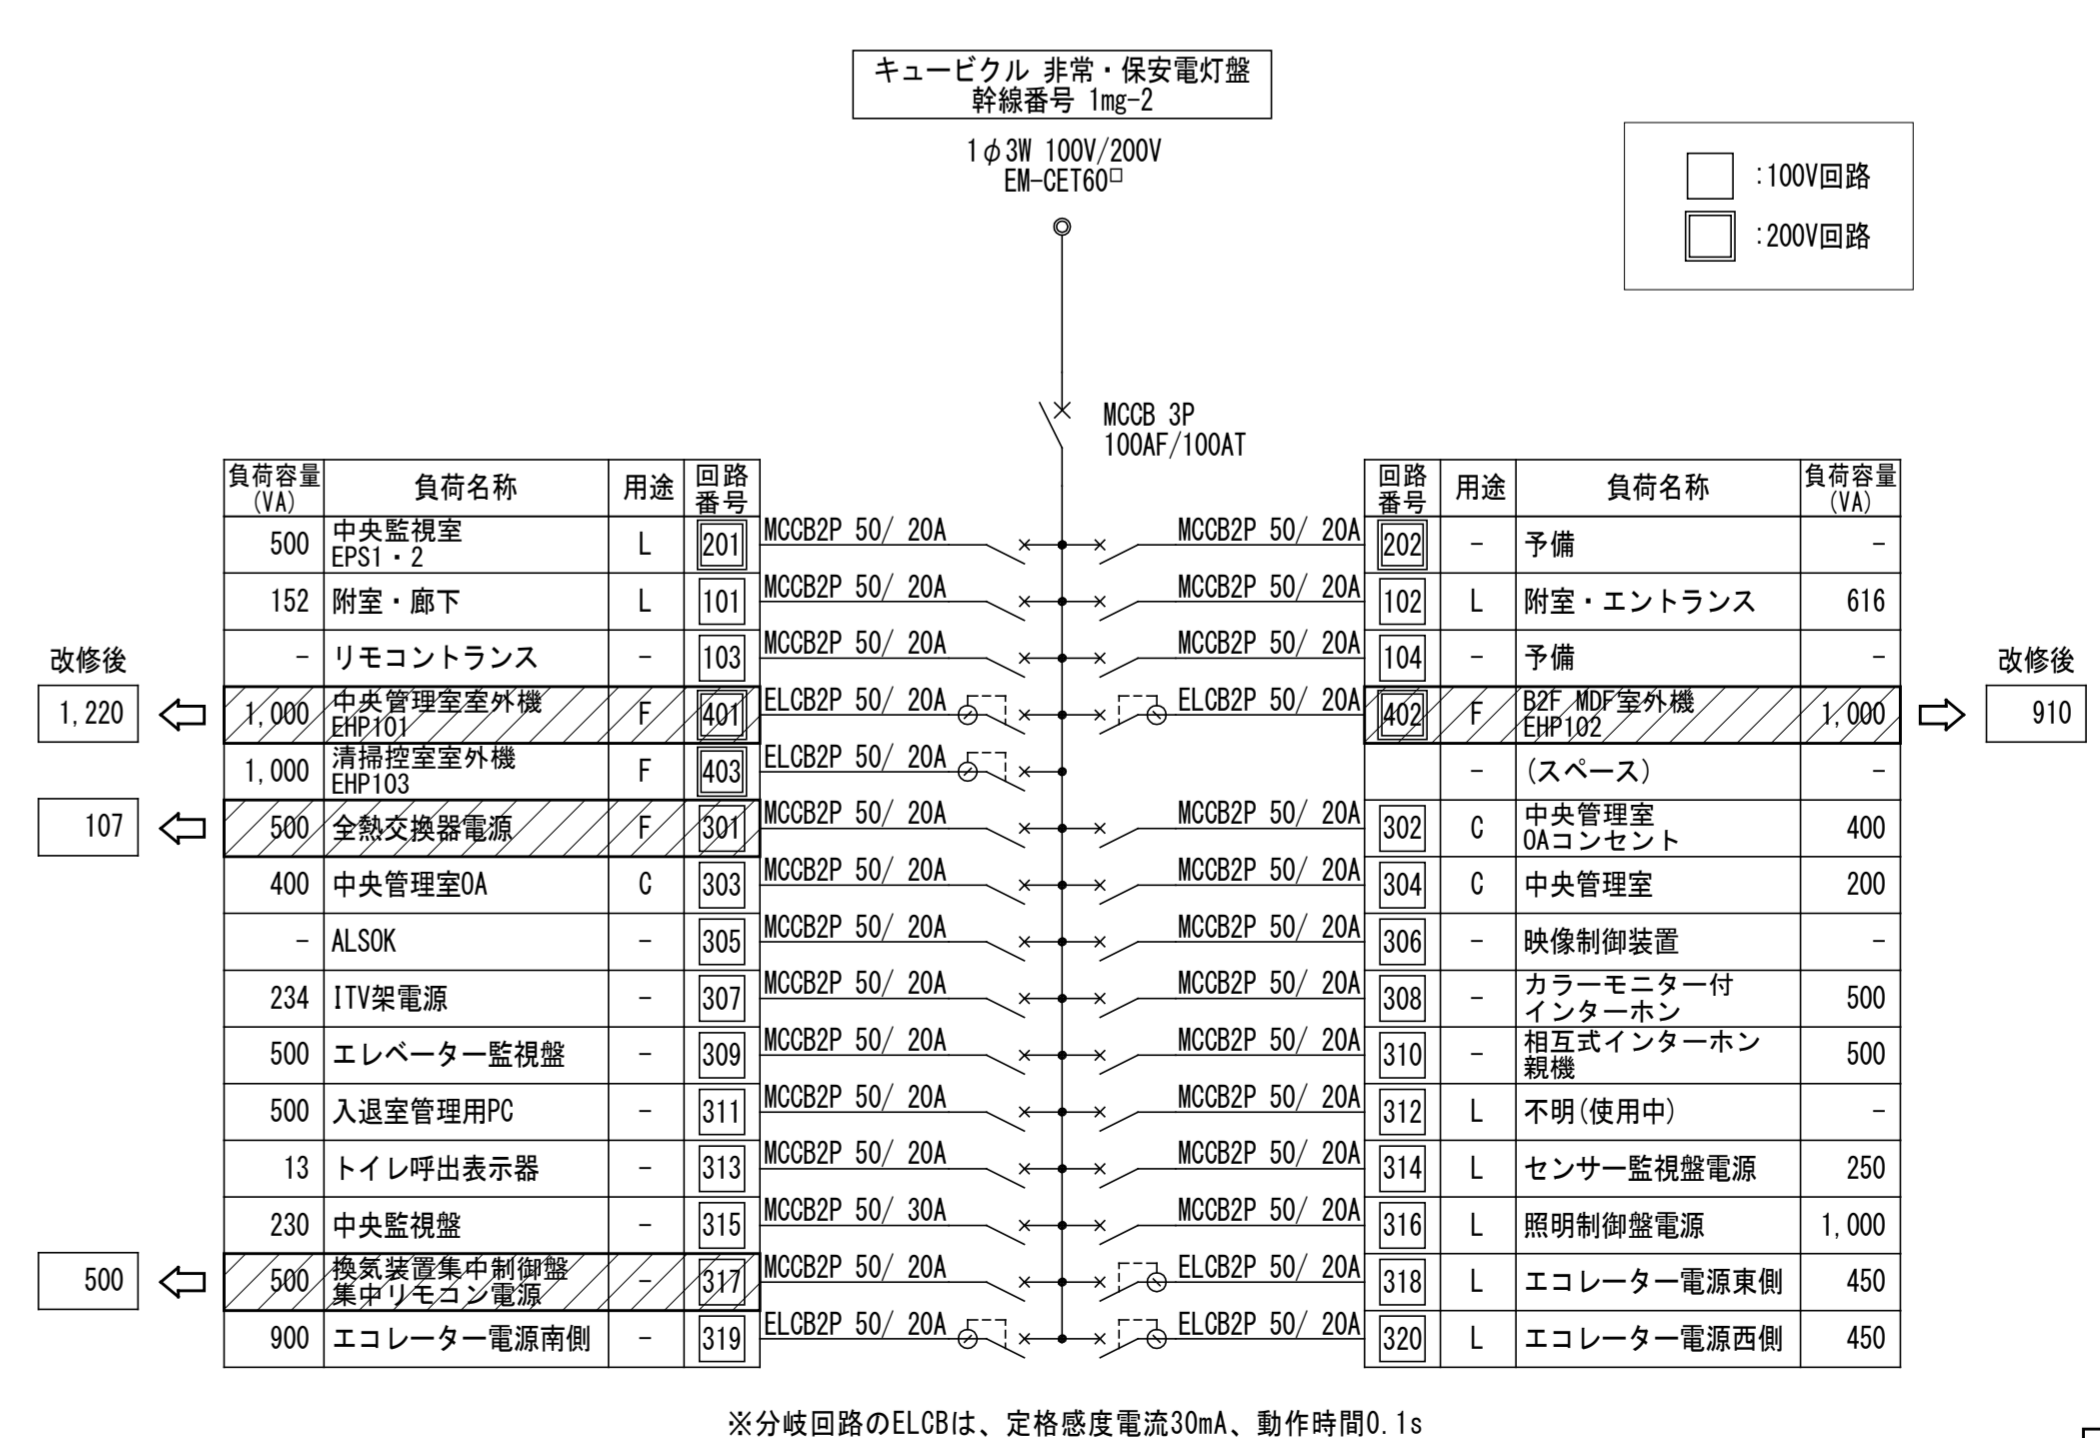 キュービクル 非常・保安電灯盤
幹線番号 1mg-2
1φ3W 100V/200V
EM-CET60□
:100V回路
:200V回路
MCCB 3P
100AF/100AT
負荷容量
(VA)
負荷名称
用途
回路
番号
回路
番号
用途
負荷名称
負荷容量
(VA)
500 中央監視室
EPS1・2
L 201 MCCB2P 50/ 20A MCCB2P 50/ 20A 202 - 予備 -
152 附室・廊下 L 101 MCCB2P 50/ 20A MCCB2P 50/ 20A 102 L 附室・エントランス 616
- リモコントランス - 103 MCCB2P 50/ 20A MCCB2P 50/ 20A 104 - 予備 -
改修後
改修後
1,220
1,000 中央管理室室外機
EHP101
F 401 ELCB2P 50/ 20A ELCB2P 50/ 20A 402 F B2F MDF室外機
EHP102
1,000
910
1,000 清掃控室室外機
EHP103
F 403 ELCB2P 50/ 20A - (スペース) -
107
500 全熱交換器電源 F 301 MCCB2P 50/ 20A MCCB2P 50/ 20A 302 C 中央管理室
OAコンセント
400
400 中央管理室OA C 303 MCCB2P 50/ 20A MCCB2P 50/ 20A 304 C 中央管理室 200
- ALSOK - 305 MCCB2P 50/ 20A MCCB2P 50/ 20A 306 - 映像制御装置 -
234 ITV架電源 - 307 MCCB2P 50/ 20A MCCB2P 50/ 20A 308 - カラーモニター付
インターホン
500
500 エレベーター監視盤 - 309 MCCB2P 50/ 20A MCCB2P 50/ 20A 310 - 相互式インターホン
親機
500
500 入退室管理用PC - 311 MCCB2P 50/ 20A MCCB2P 50/ 20A 312 L 不明(使用中) -
13 トイレ呼出表示器 - 313 MCCB2P 50/ 20A MCCB2P 50/ 20A 314 L センサー監視盤電源 250
230 中央監視盤 - 315 MCCB2P 50/ 30A MCCB2P 50/ 20A 316 L 照明制御盤電源 1,000
500
500 換気装置集中制御盤
集中リモコン電源
- 317 MCCB2P 50/ 20A ELCB2P 50/ 20A 318 L エコレーター電源東側 450
900 エコレーター電源南側 - 319 ELCB2P 50/ 20A ELCB2P 50/ 20A 320 L エコレーター電源西側 450
※分岐回路のELCBは、定格感度電流30mA、動作時間0.1s